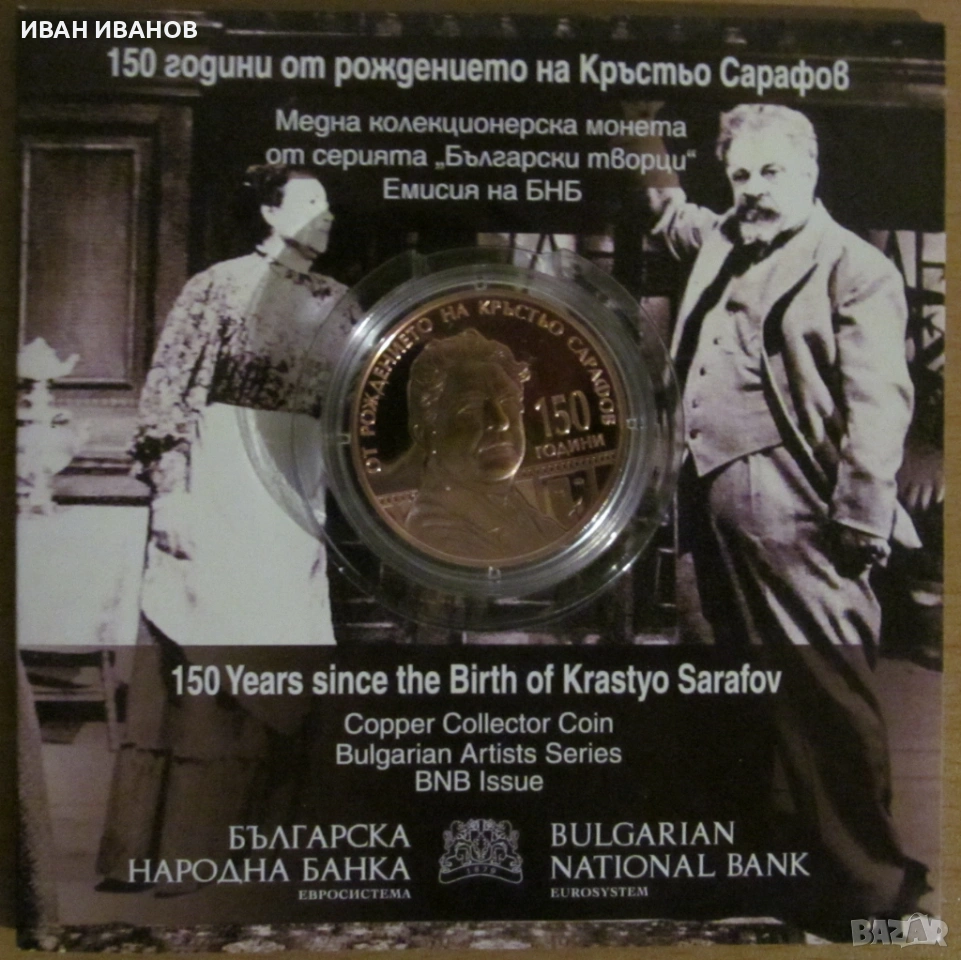 ИВАН ИВАНОВ
150 години от рождението на Кръстьо Сарафов
Медна колекционерска монета
от серията „Български творци“
Емисия на БНБ
ОТ РОЖДЕНИЕТО НА КРЪСТЬО САРАФОВ
150
ГОДИНИ
150 Years since the Birth of Krastyo Sarafov
Copper Collector Coin
Bulgarian Artists Series
BNB Issue
БЪЛГАРСКА
НАРОДНА БАНКА
ЕВРОСИСТЕМА
1879
BULGARIAN
NATIONAL BANK
EUROSYSTEM
BAZAR